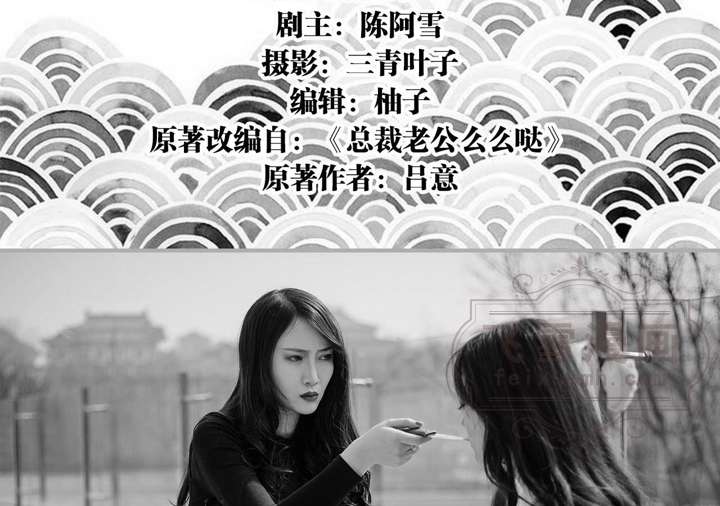 剧主：陈阿雪
摄影：三青叶子
编辑：柚子
原著改编自：《总裁老公么么哒》
原著作者：吕意